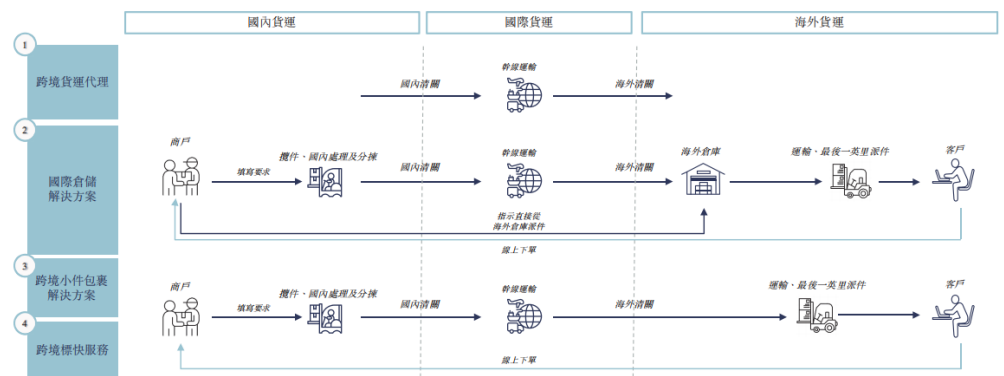 國內貨運
國際貨運
海外貨運
1
跨境貨運代理
國內清關
幹線運輸
海外清關
2
國際倉儲
解決方案
商戶
填寫要求
攬件、國內處理及分揀
國內清關
幹線運輸
海外清關
海外倉庫
運輸、最後一英里派件
客戶
指示直接從
海外倉庫派件
線上下單
3
跨境小件包裹
解決方案
4
跨境標快服務
商戶
填寫要求
攬件、國內處理及分揀
國內清關
幹線運輸
海外清關
運輸、最後一英里派件
客戶
線上下單